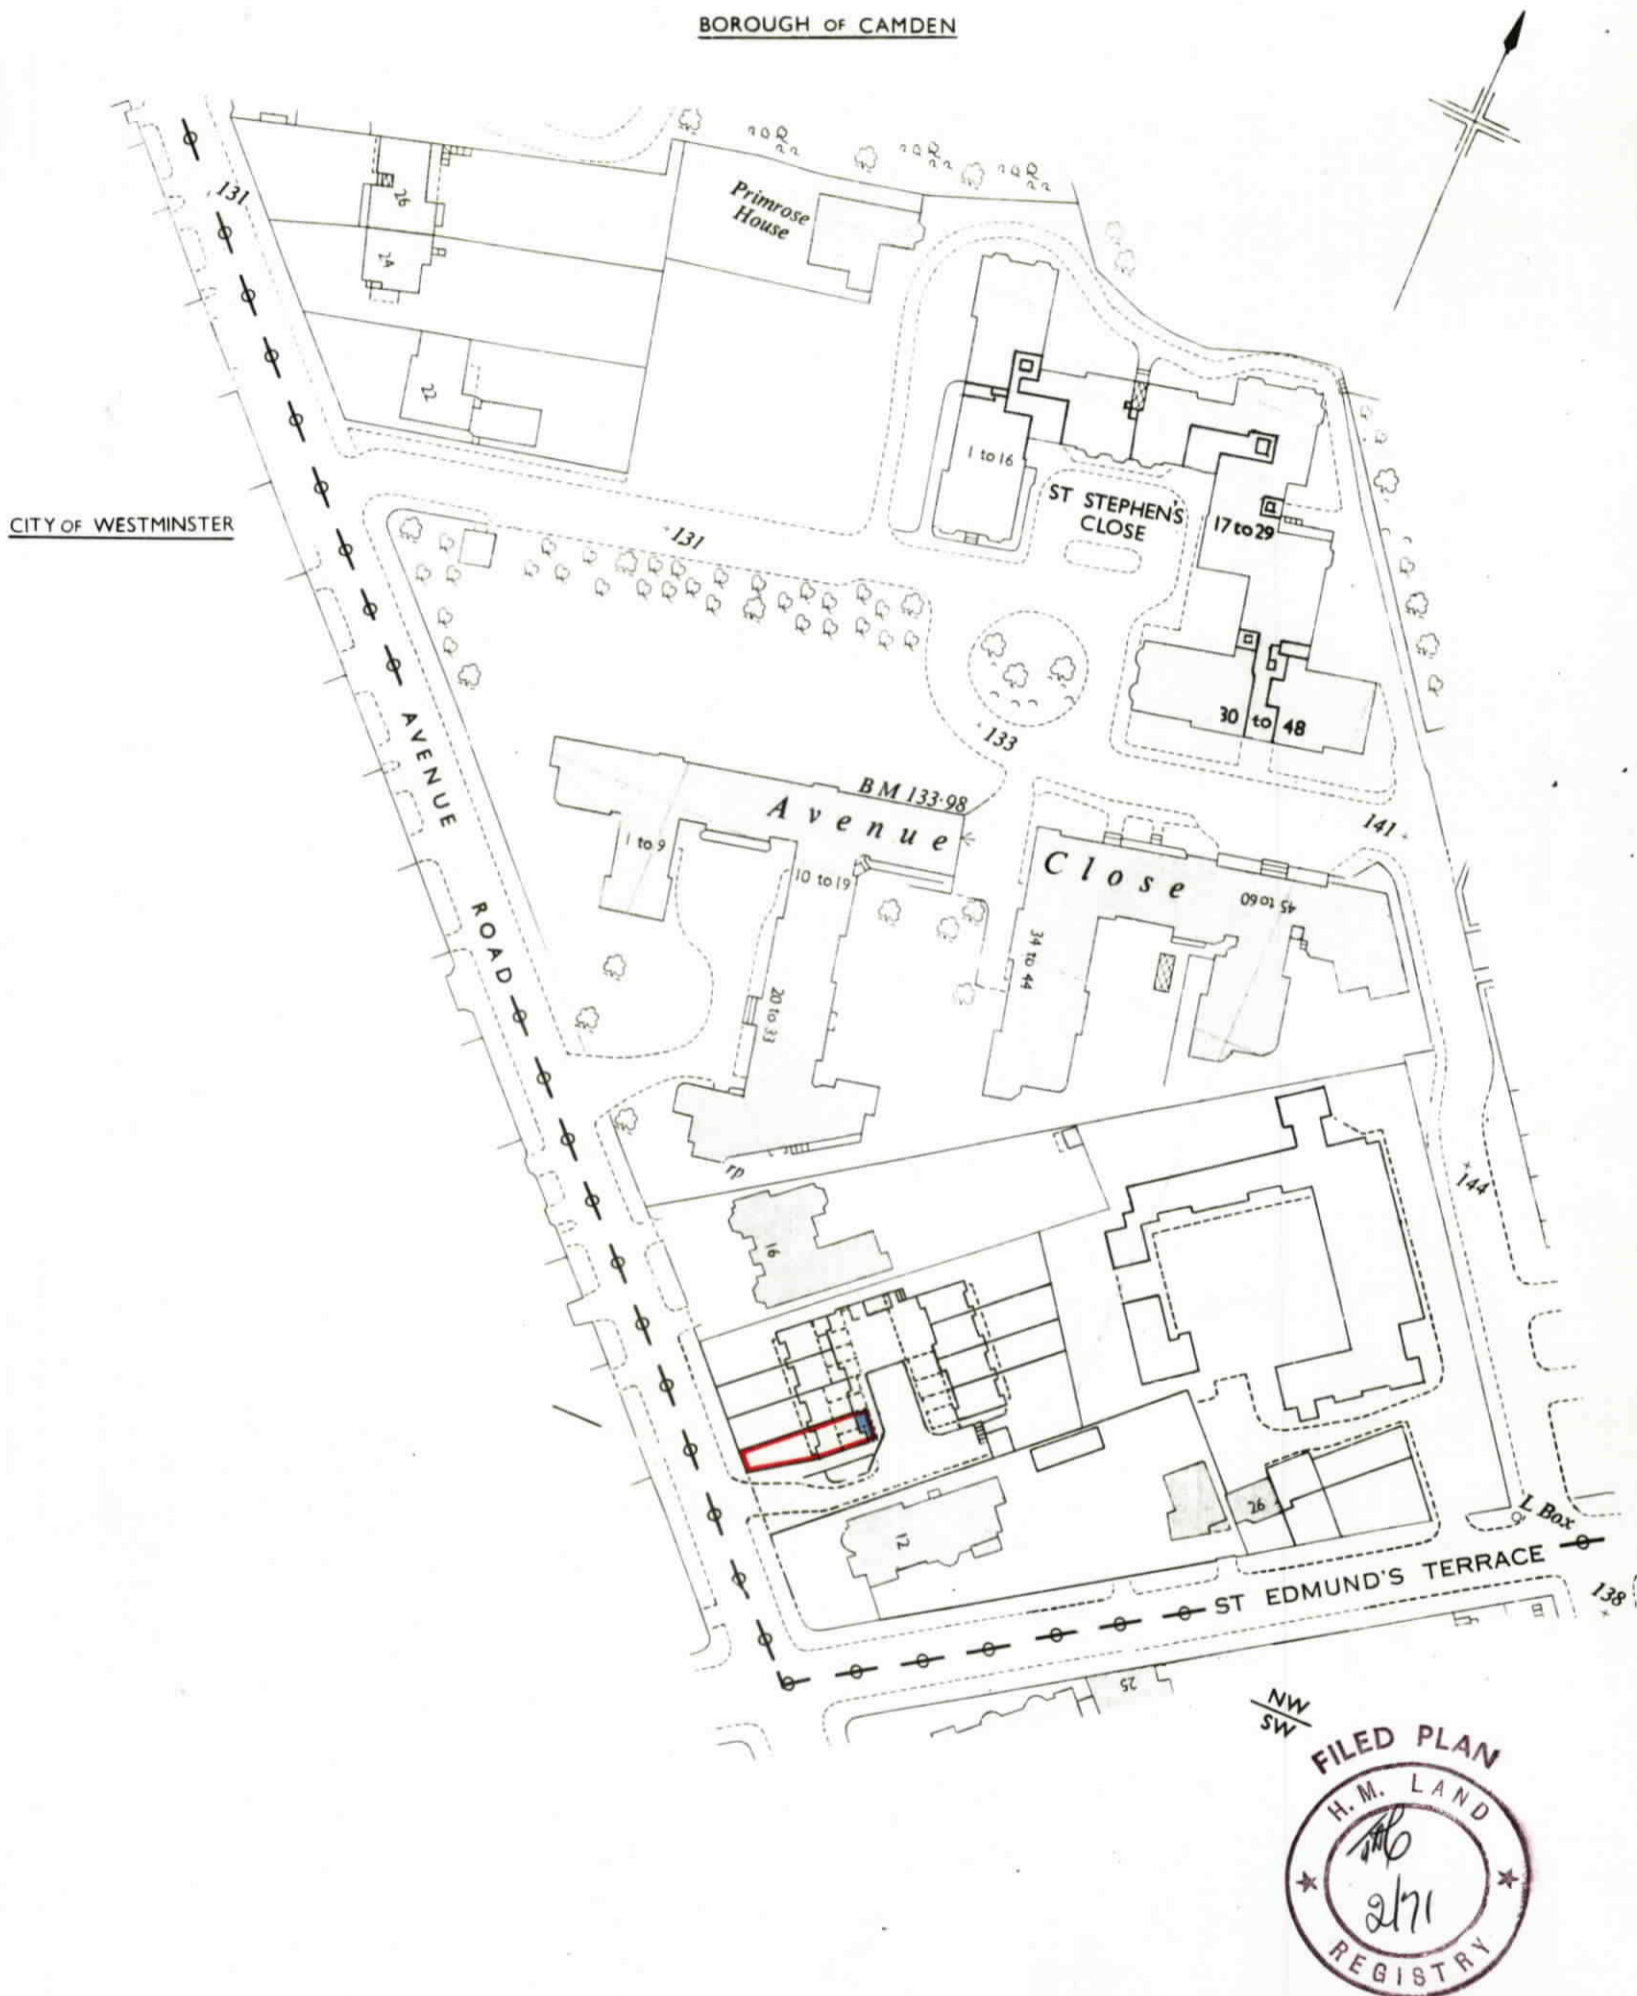 BOROUGH OF CAMDEN
131
26
24
22
Primrose
House
CITY OF WESTMINSTER
131
1 to 16
ST STEPHEN'S
CLOSE
17 to 29
30 to 48
133
AVENUE ROAD
BM 133·98
Avenue Close
141
1 to 9
10 to 19
20 to 33
34 to 44
45 to 60
rp
16
144
12
26
L Box
ST EDMUND'S TERRACE
138
25
NW
SW
FILED PLAN
H.M. LAND
2/71
REGISTRY